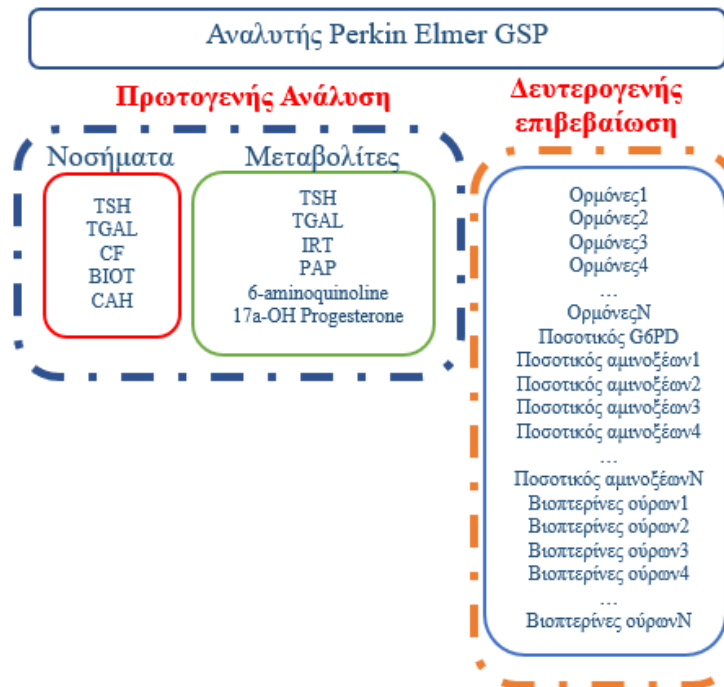 Αναλυτής Perkin Elmer GSP
Πρωτογενής Ανάλυση
Νοσήματα
TSH
TGAL
CF
BIOT
CAH
Μεταβολίτες
TSH
TGAL
IRT
PAP
6-aminoquinoline
17a-OH Progesterone
Δευτερογενής
επιβεβαίωση
Ορμόνες1
Ορμόνες2
Ορμόνες3
Ορμόνες4
…
ΟρμόνεςN
Ποσοτικός G6PD
Ποσοτικός αμινοξέων1
Ποσοτικός αμινοξέων2
Ποσοτικός αμινοξέων3
Ποσοτικός αμινοξέων4
…
Ποσοτικός αμινοξέωνN
Βιοπτερίνες ούρων1
Βιοπτερίνες ούρων2
Βιοπτερίνες ούρων3
Βιοπτερίνες ούρων4
…
Βιοπτερίνες ούρωνN